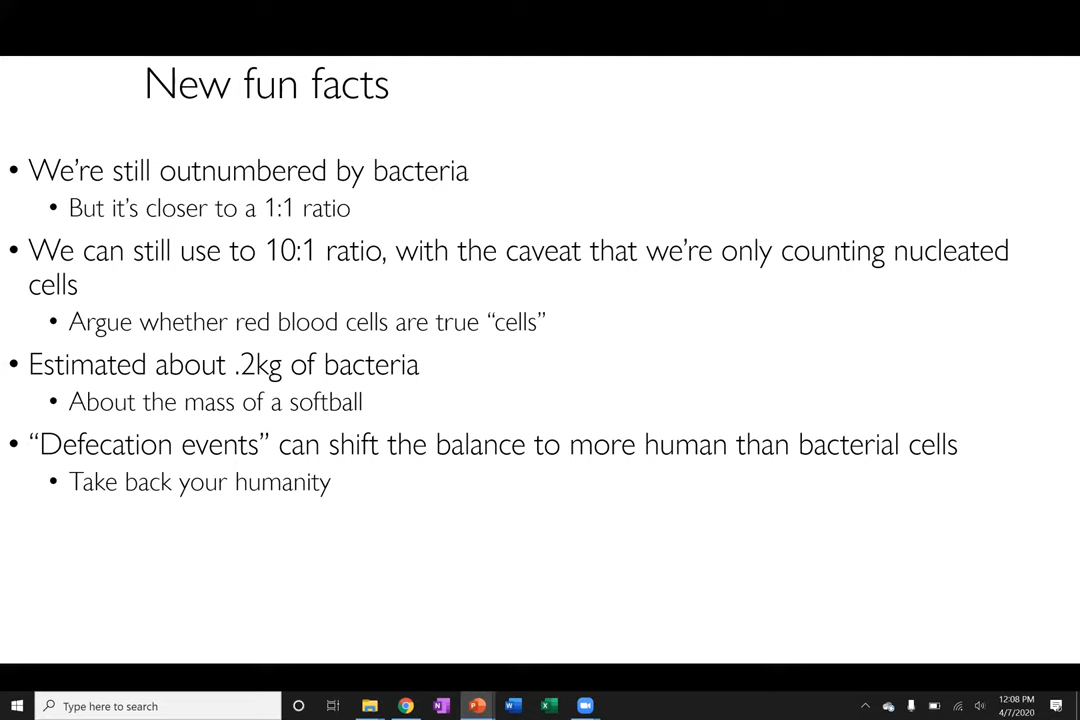 New fun facts
• We're still outnumbered by bacteria
• But it's closer to a 1:1 ratio
• We can still use to 10:1 ratio, with the caveat that we're only counting nucleated
cells
• Argue whether red blood cells are true “cells”
• Estimated about .2kg of bacteria
• About the mass of a softball
• “Defecation events” can shift the balance to more human than bacterial cells
• Take back your humanity
Type here to search
12:08 PM
4/7/2020